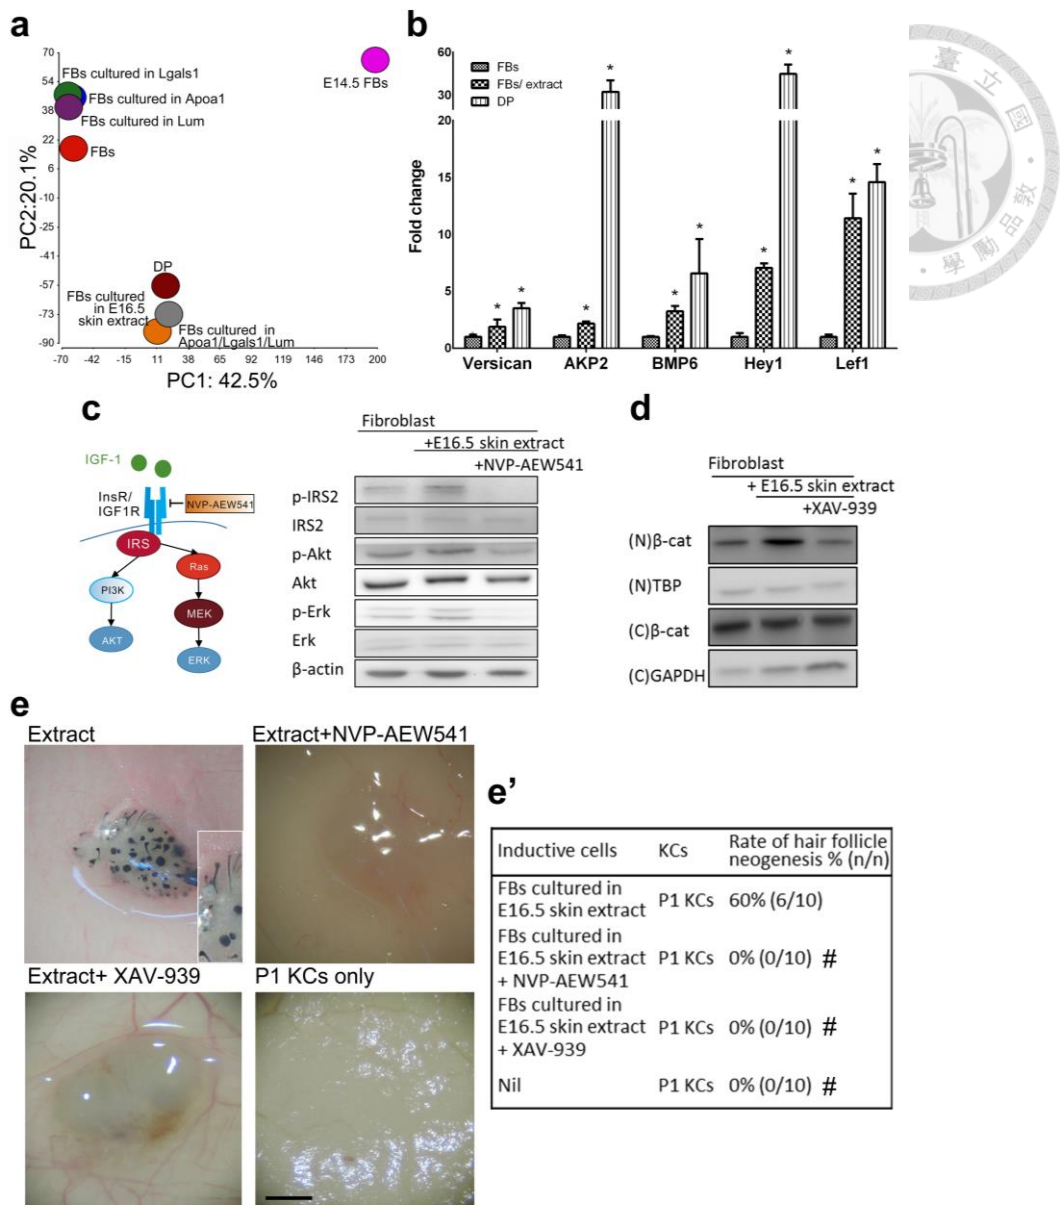 a
70
54
38
22
6
-10
-25
-41
-57
-73
-90
PC2:20.1%
FBs cultured in Lgals1
FBs cultured in Apoa1
FBs cultured in Lum
FBs
E14.5 FBs
DP
FBs cultured
in E16.5
skin extract
FBs cultured in
Apoa1/Lgals1/Lum
-70 -42 -15 11 38 65 92 119 146 173 200
PC1: 42.5%
b
60
30
20
15
10
5
0
Fold change
FBs
FBs/ extract
DP
* * * * * * * * * *
Versican AKP2 BMP6 Hey1 Lef1
臺
立
國
學 勵 品 敦
c
IGF-1
InsR/
IGF1R
NVP-AEW541
IRS
PI3K
Ras
AKT
MEK
ERK
Fibroblast
+E16.5 skin extract
+NVP-AEW541
p-IRS2
IRS2
p-Akt
Akt
p-Erk
Erk
β-actin
d
Fibroblast
+ E16.5 skin extract
+XAV-939
(N)β-cat
(N)TBP
(C)β-cat
(C)GAPDH
e
Extract
Extract+NVP-AEW541
Extract+ XAV-939
P1 KCs only
e’
Inductive cells KCs Rate of hair follicle
neogenesis % (n/n)
FBs cultured in
E16.5 skin extract P1 KCs 60% (6/10)
FBs cultured in
E16.5 skin extract P1 KCs 0% (0/10) #
+ NVP-AEW541
FBs cultured in
E16.5 skin extract P1 KCs 0% (0/10) #
+ XAV-939
Nil P1 KCs 0% (0/10) #